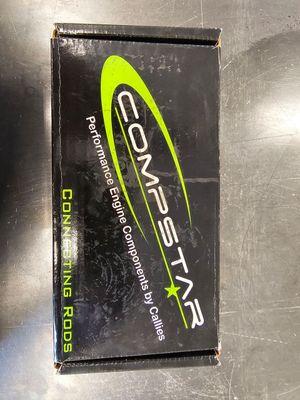 COMPSTAR
Performance Engine Components by Callies
CONNECTING RODS